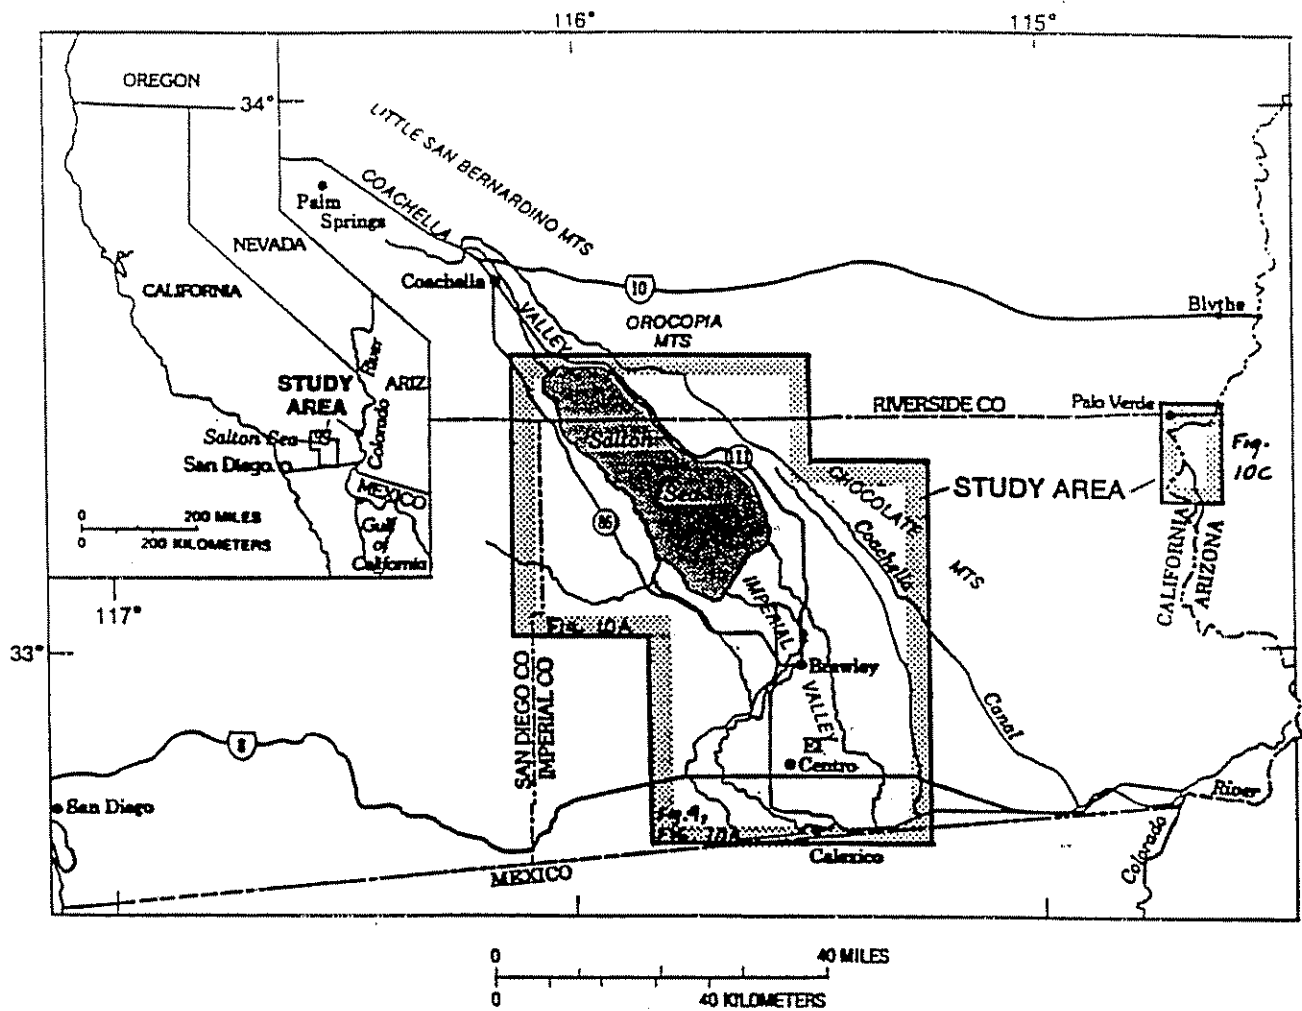 116°
115°
OREGON
34°
LITTLE SAN BERNARDINO MTS
COACHELLA
Palm
Springs
NEVADA
CALIFORNIA
Coachella
10
VALLEY
OROCOPIA
MTS
Blythe
River
STUDY
AREA
ARIZ
Colorado
RIVERSIDE CO
Palo Verde
Salton Sea
San Diego
Salton
Sea
111
Fig.
10C
MEXICO
Gulf
of
California
0 200 MILES
0 200 KILOMETERS
86
CHOCOLATE
MTS
STUDY AREA
Coachella
Canal
CALIFORNIA
ARIZONA
117°
IMPERIAL
VALLEY
Fig. 10A
33°
SAN DIEGO CO
IMPERIAL CO
Brawley
8
El
Centro
San Diego
River
Colorado
Fig. 4,
Calexico
MEXICO
0 40 MILES
0 40 KILOMETERS